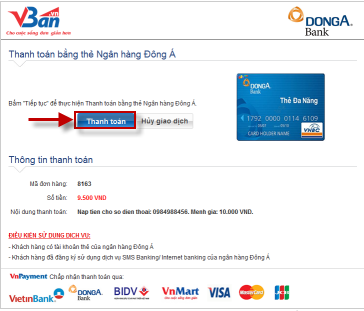 VBan.vn
Cho cuộc sống đơn giản hơn
DONGA Bank
Thanh toán bằng thẻ Ngân hàng Đông Á
Bấm "Tiếp tục" để thực hiện Thanh toán bằng thẻ Ngân hàng Đông Á.
Thanh toán
Hủy giao dịch
DONGA Bank
Thẻ Đa Năng
1792 0000 0114 6109
CARD HOLDER NAME
VNBC
Thông tin thanh toán
Mã đơn hàng: 8163
Số tiền: 9.500 VND
Nội dung thanh toán: Nap tien cho so dien thoai: 0984988456. Menh gia: 10.000 VND.
ĐIỀU KIỆN SỬ DỤNG DỊCH VỤ:
- Khách hàng có tài khoản thẻ của ngân hàng Đông Á
- Khách hàng đã đăng ký sử dụng dịch vụ SMS Banking/ Internet banking của ngân hàng Đông Á
VnPayment Chấp nhận thanh toán qua:
VietinBank
DONGA Bank
BIDV
VnMart
VISA
MasterCard
JCB